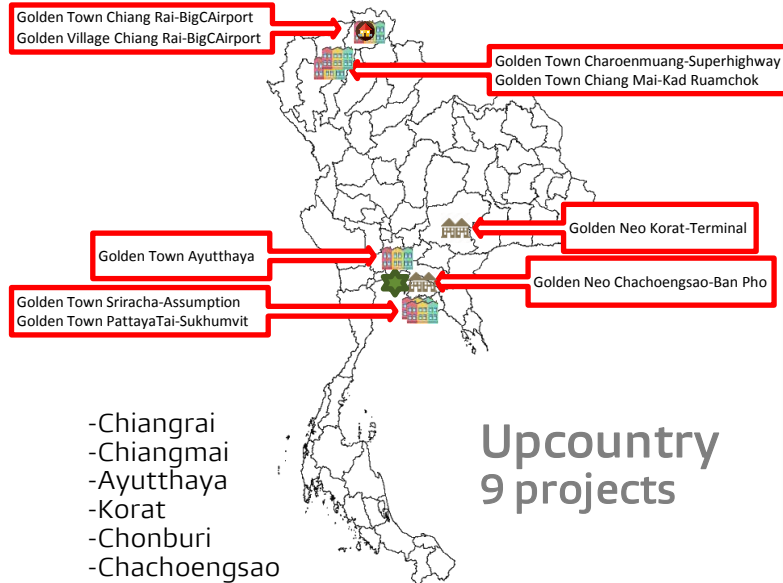 Golden Town Chiang Rai-BigCAirport
Golden Village Chiang Rai-BigCAirport
Golden Town Charoenmuang-Superhighway
Golden Town Chiang Mai-Kad Ruamchok
Golden Neo Korat-Terminal
Golden Town Ayutthaya
Golden Neo Chachoengsao-Ban Pho
Golden Town Sriracha-Assumption
Golden Town PattayaTai-Sukhumvit
-Chiangrai
-Chiangmai
-Ayutthaya
-Korat
-Chonburi
-Chachoengsao
Upcountry
9 projects